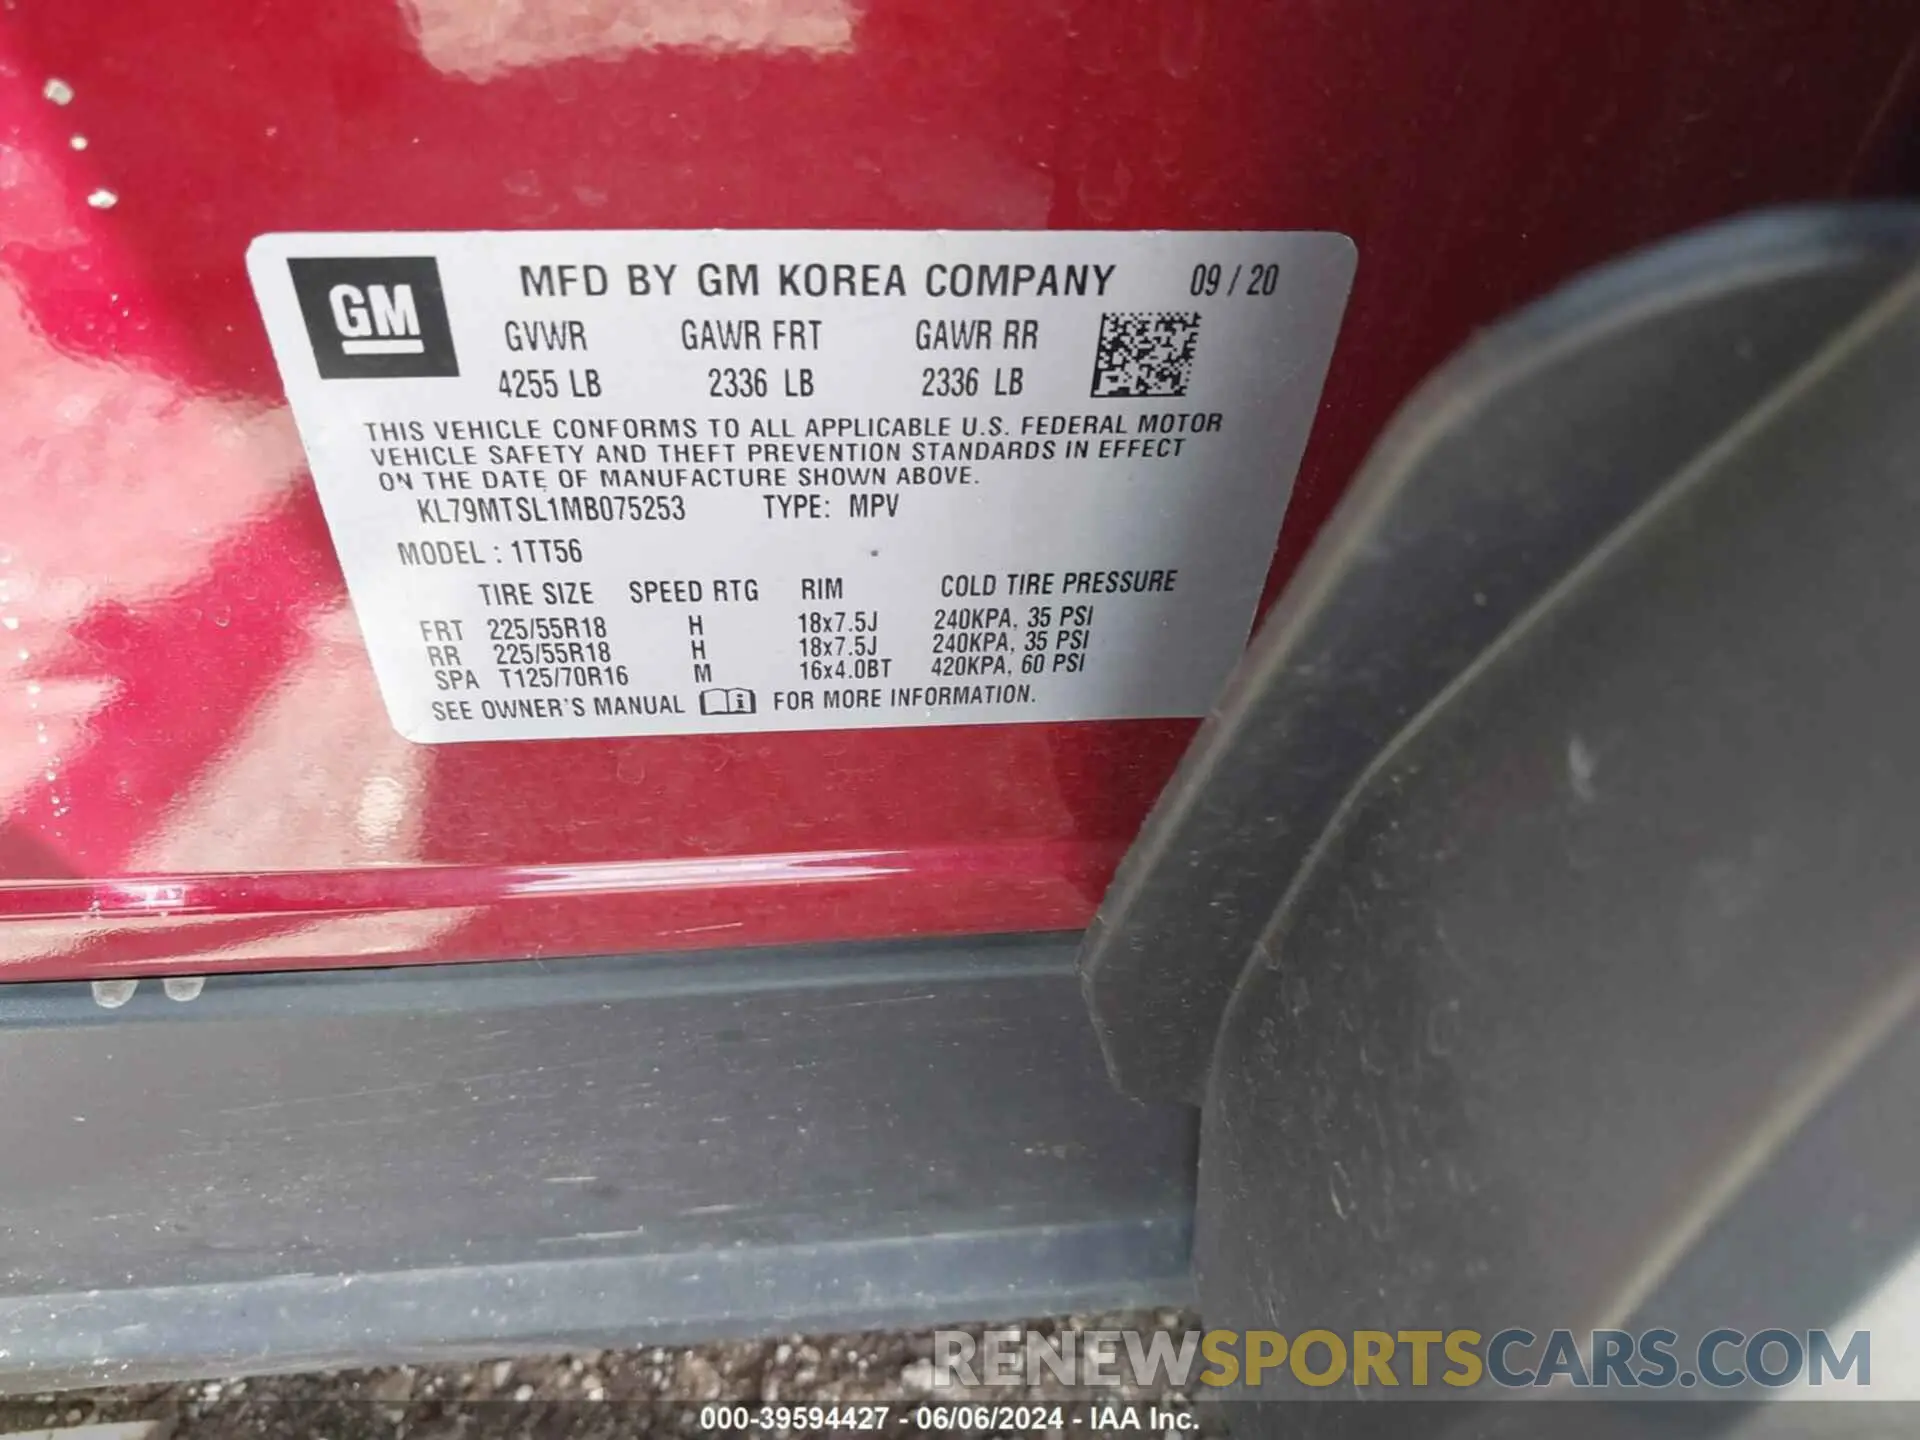 GM
MFD BY GM KOREA COMPANY 09 / 20
GVWR GAWR FRT GAWR RR
4255 LB 2336 LB 2336 LB
THIS VEHICLE CONFORMS TO ALL APPLICABLE U.S. FEDERAL MOTOR
VEHICLE SAFETY AND THEFT PREVENTION STANDARDS IN EFFECT
ON THE DATE OF MANUFACTURE SHOWN ABOVE.
KL79MTSL1MB075253 TYPE: MPV
MODEL : 1TT56
TIRE SIZE SPEED RTG RIM COLD TIRE PRESSURE
FRT 225/55R18 H 18x7.5J 240KPA, 35 PSI
RR 225/55R18 H 18x7.5J 240KPA, 35 PSI
SPA T125/70R16 M 16x4.0BT 420KPA, 60 PSI
SEE OWNER'S MANUAL i FOR MORE INFORMATION.
RENEWSPORTSCARS.COM
000-39594427 - 06/06/2024 - IAA Inc.